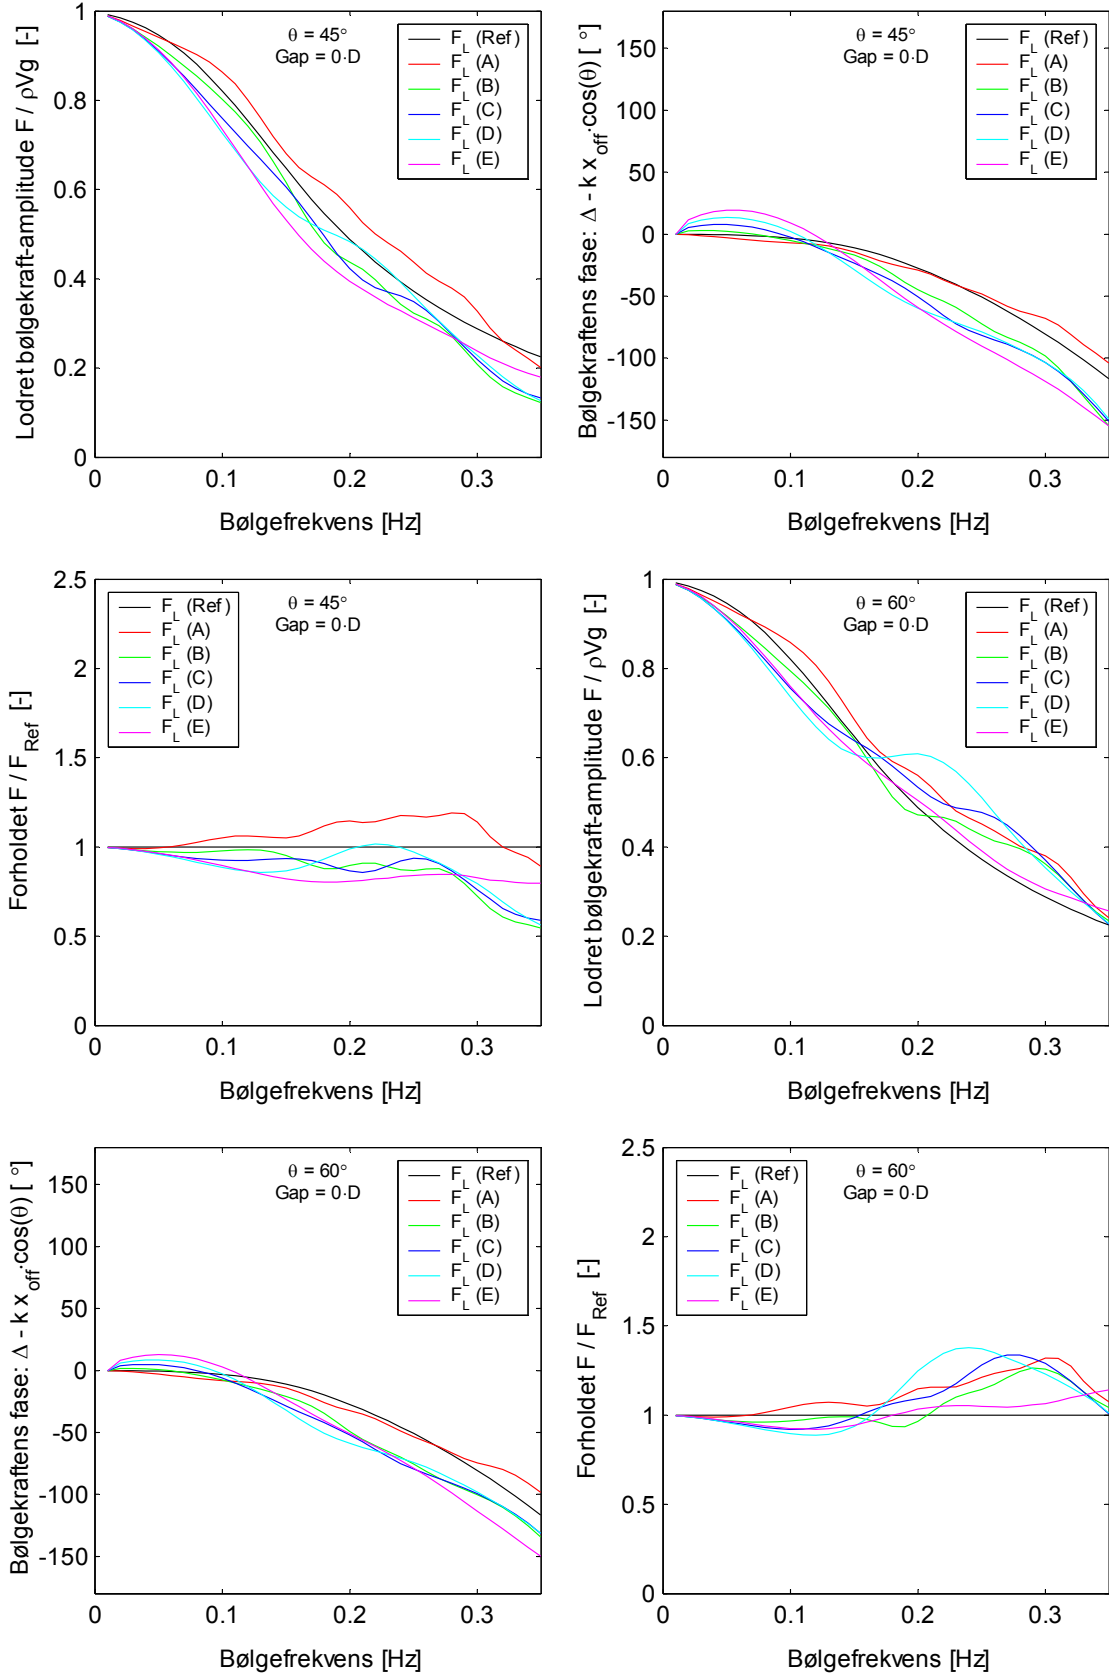 Lodret bølgekraft-amplitude F / ρVg [-]
1
0.8
0.6
0.4
0.2
0
θ = 45°
Gap = 0·D
F_L (Ref)
F_L (A)
F_L (B)
F_L (C)
F_L (D)
F_L (E)
0 0.1 0.2 0.3
Bølgefrekvens [Hz]
Bølgekraftens fase: Δ - k x_off·cos(θ) [ °]
150
100
50
0
-50
-100
-150
θ = 45°
Gap = 0·D
F_L (Ref)
F_L (A)
F_L (B)
F_L (C)
F_L (D)
F_L (E)
0 0.1 0.2 0.3
Bølgefrekvens [Hz]
Forholdet F / F_Ref [-]
2.5
2
1.5
1
0.5
0
F_L (Ref)
F_L (A)
F_L (B)
F_L (C)
F_L (D)
F_L (E)
θ = 45°
Gap = 0·D
0 0.1 0.2 0.3
Bølgefrekvens [Hz]
Lodret bølgekraft-amplitude F / ρVg [-]
1
0.8
0.6
0.4
0.2
0
θ = 60°
Gap = 0·D
F_L (Ref)
F_L (A)
F_L (B)
F_L (C)
F_L (D)
F_L (E)
0 0.1 0.2 0.3
Bølgefrekvens [Hz]
Bølgekraftens fase: Δ - k x_off·cos(θ) [ °]
150
100
50
0
-50
-100
-150
θ = 60°
Gap = 0·D
F_L (Ref)
F_L (A)
F_L (B)
F_L (C)
F_L (D)
F_L (E)
0 0.1 0.2 0.3
Bølgefrekvens [Hz]
Forholdet F / F_Ref [-]
2.5
2
1.5
1
0.5
0
F_L (Ref)
F_L (A)
F_L (B)
F_L (C)
F_L (D)
F_L (E)
θ = 60°
Gap = 0·D
0 0.1 0.2 0.3
Bølgefrekvens [Hz]